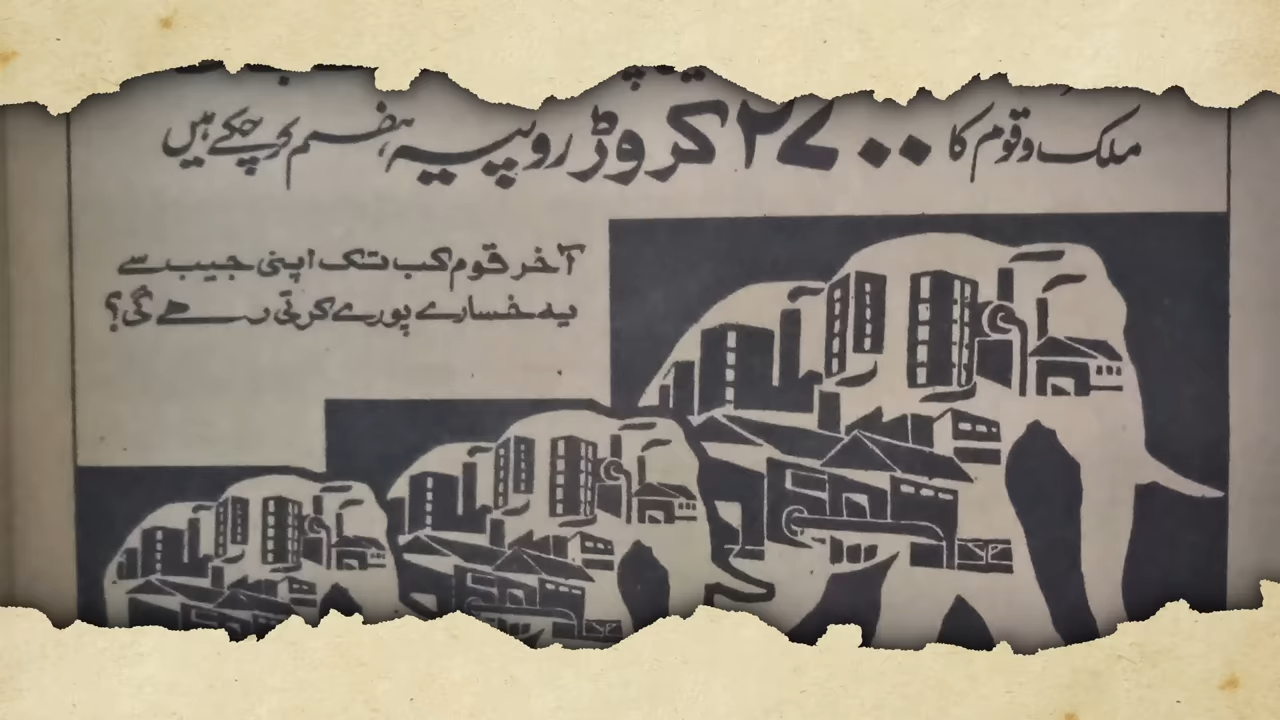 ملک و قوم کا ۲۷۰۰ کروڑ روپیہ ہضم کر چکے ہیں
آخر قوم کب تک اپنی جیب سے
یہ خسارے پورے کرتی رہے گی؟